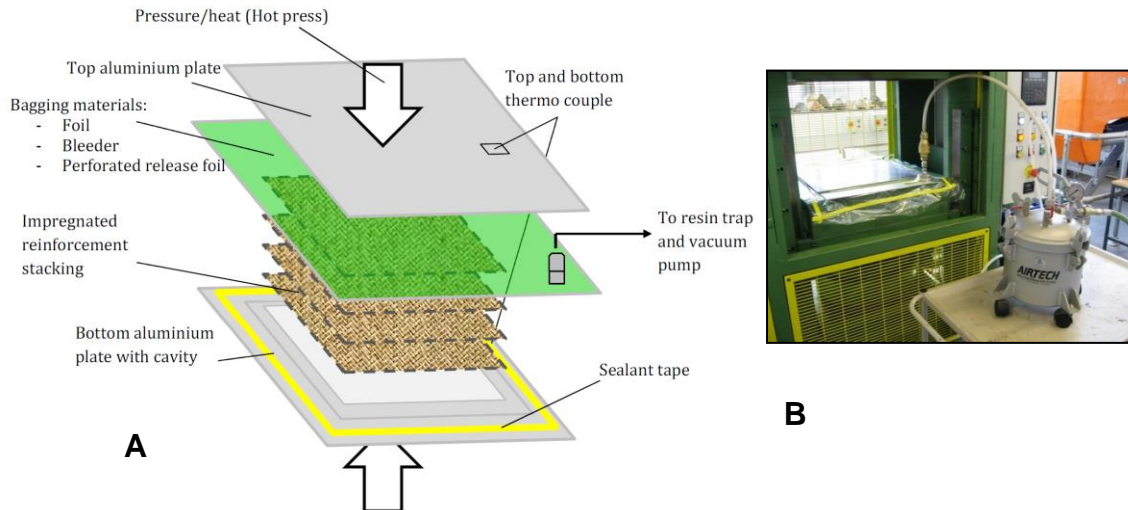 Pressure/heat (Hot press)
Top aluminium plate
Bagging materials:
- Foil
- Bleeder
- Perforated release foil
Top and bottom
thermo couple
Impregnated
reinforcement
stacking
To resin trap
and vacuum
pump
Bottom aluminium
plate with cavity
Sealant tape
A
B
AIRTECH